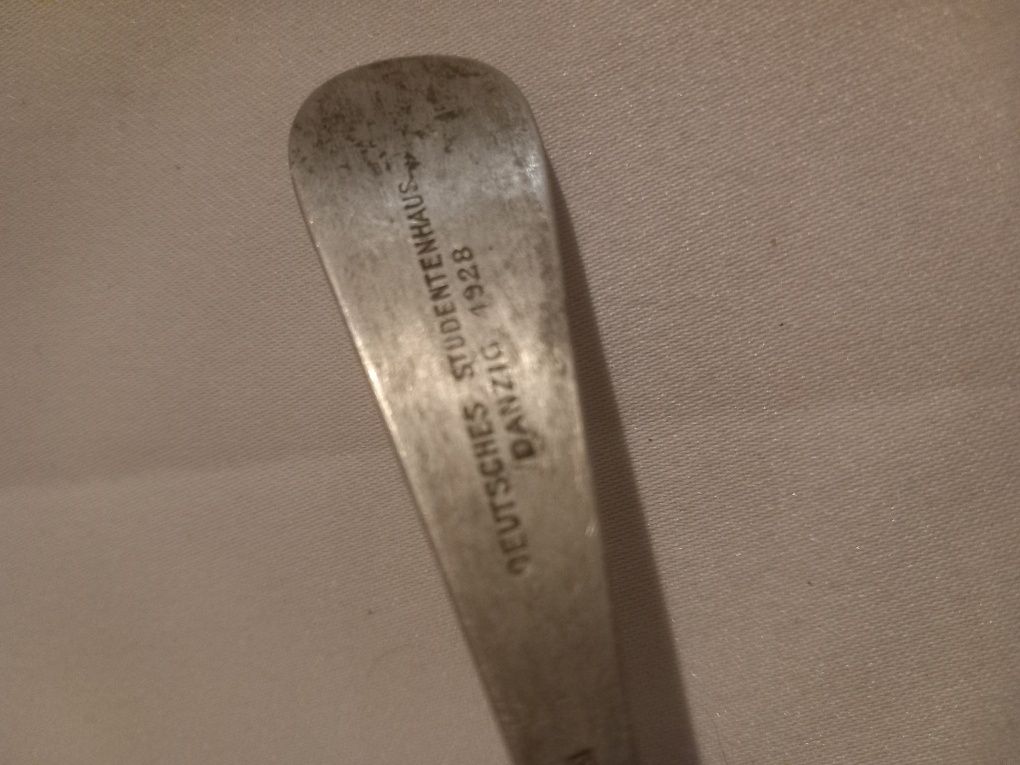 DEUTSCHES STUDENTENHAUS
DANZIG 1928